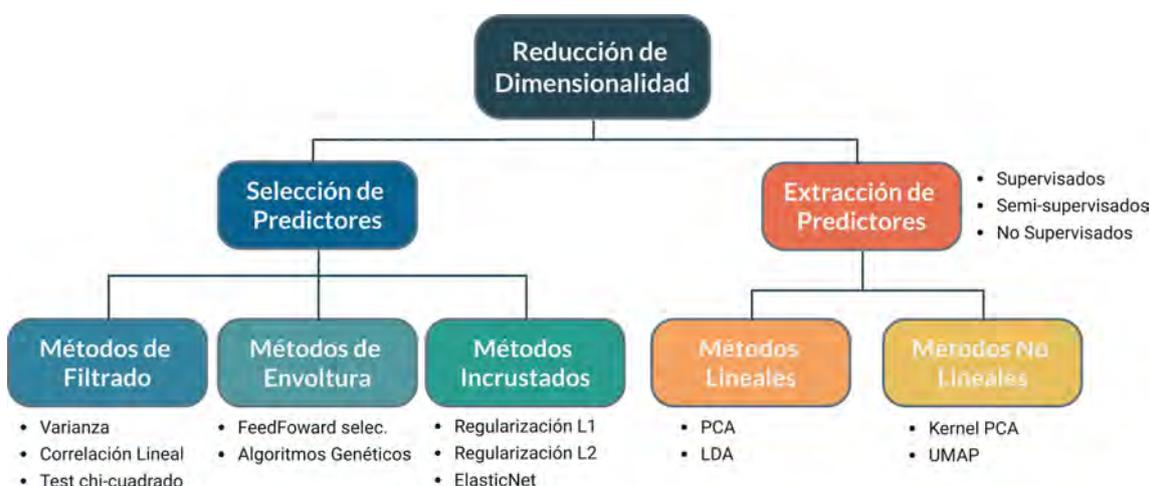 Reducción de
Dimensionalidad
Selección de
Predictores
Extracción de
Predictores
• Supervisados
• Semi-supervisados
• No Supervisados
Métodos de
Filtrado
Métodos de
Envoltura
Métodos
Incrustados
Métodos
Lineales
Métodos No
Lineales
• Varianza
• Correlación Lineal
• Test chi-cuadrado
• FeedFoward selec.
• Algoritmos Genéticos
• Regularización L1
• Regularización L2
• ElasticNet
• PCA
• LDA
• Kernel PCA
• UMAP